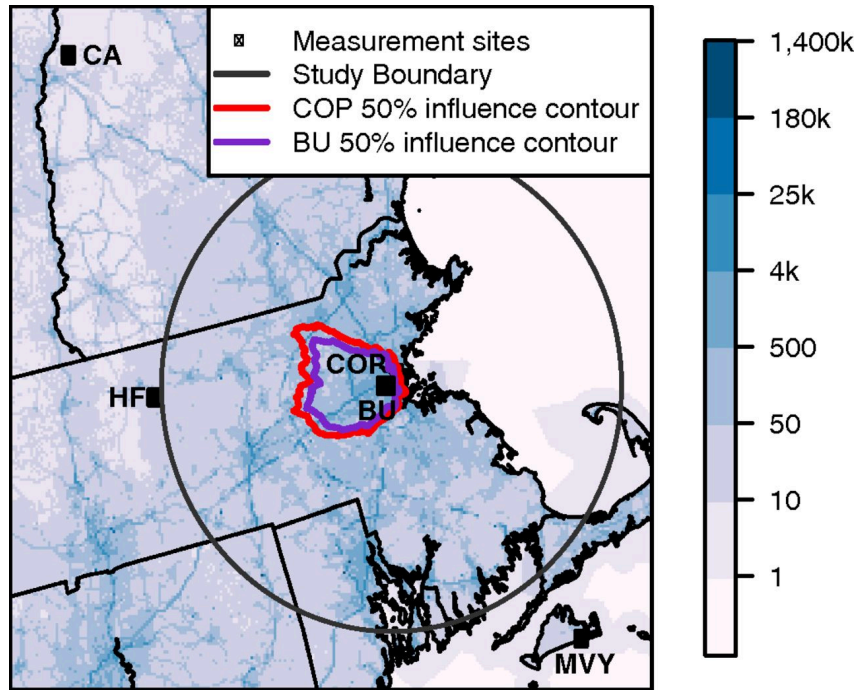 CA
Measurement sites
Study Boundary
COP 50% influence contour
BU 50% influence contour
COP
HF
BU
MVY
1,400k
180k
25k
4k
500
50
10
1